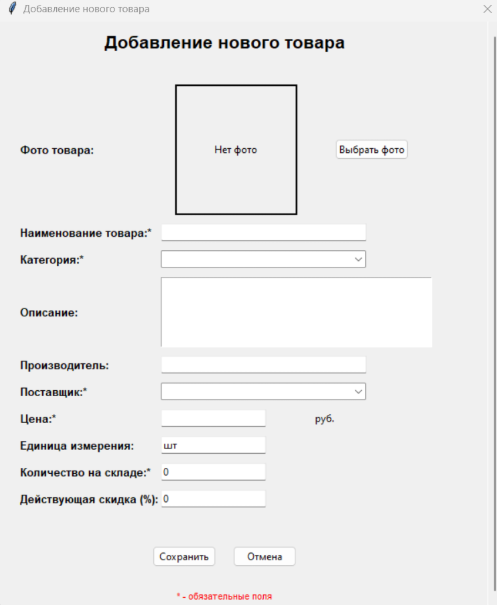 Добавление нового товара
Добавление нового товара
Фото товара:
Нет фото
Выбрать фото
Наименование товара:*
Категория:*
Описание:
Производитель:
Поставщик:*
Цена:*
руб.
Единица измерения:
шт
Количество на складе:*
0
Действующая скидка (%):
0
Сохранить
Отмена
* - обязательные поля